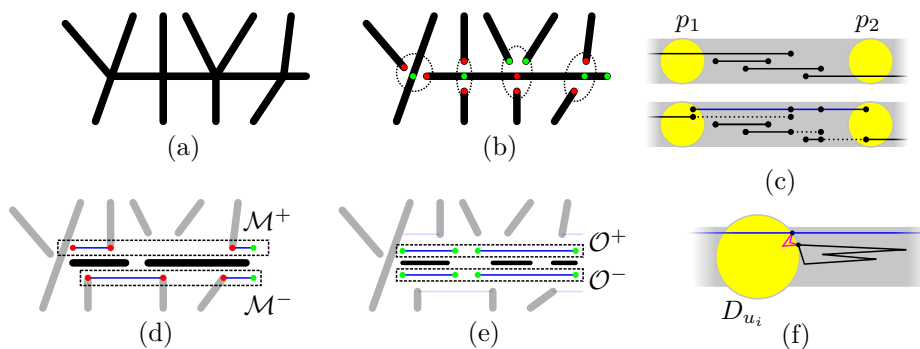 p₁ p₂
(a) (b)
(c)
M⁺
M⁻
(d)
O⁺
O⁻
(e)
D_{u_i}
(f)